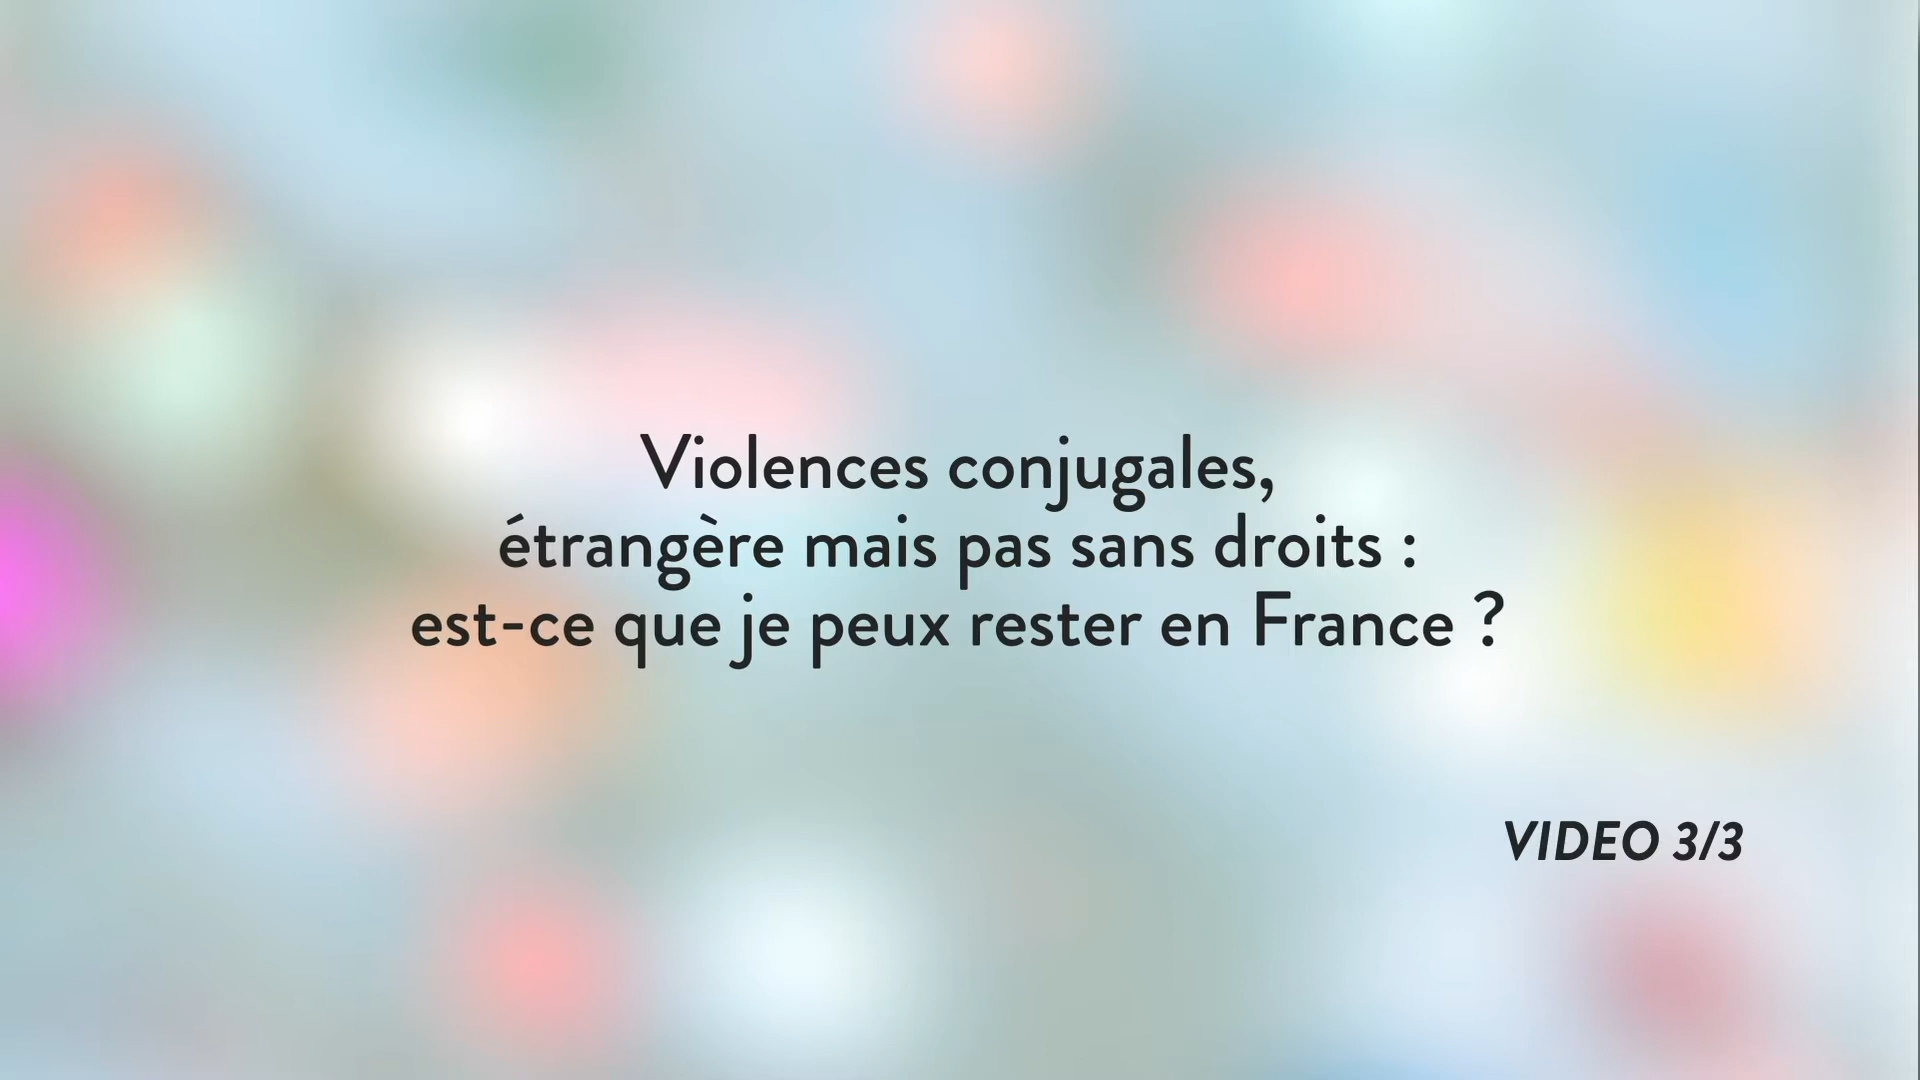 Violences conjugales,
étrangère mais pas sans droits :
est-ce que je peux rester en France ?
VIDEO 3/3